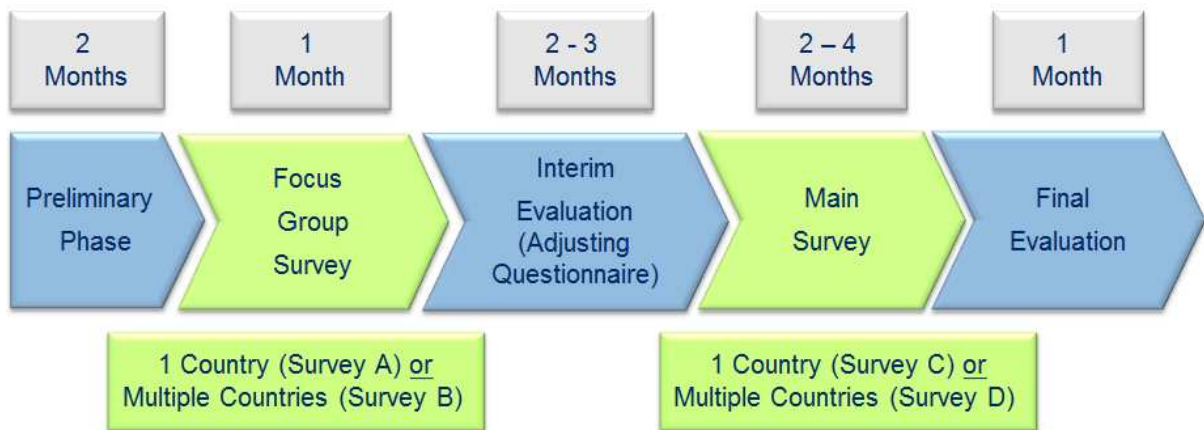 2
Months
1
Month
2 - 3
Months
2 – 4
Months
1
Month
Preliminary
Phase
Focus
Group
Survey
Interim
Evaluation
(Adjusting
Questionnaire)
Main
Survey
Final
Evaluation
1 Country (Survey A) or
Multiple Countries (Survey B)
1 Country (Survey C) or
Multiple Countries (Survey D)